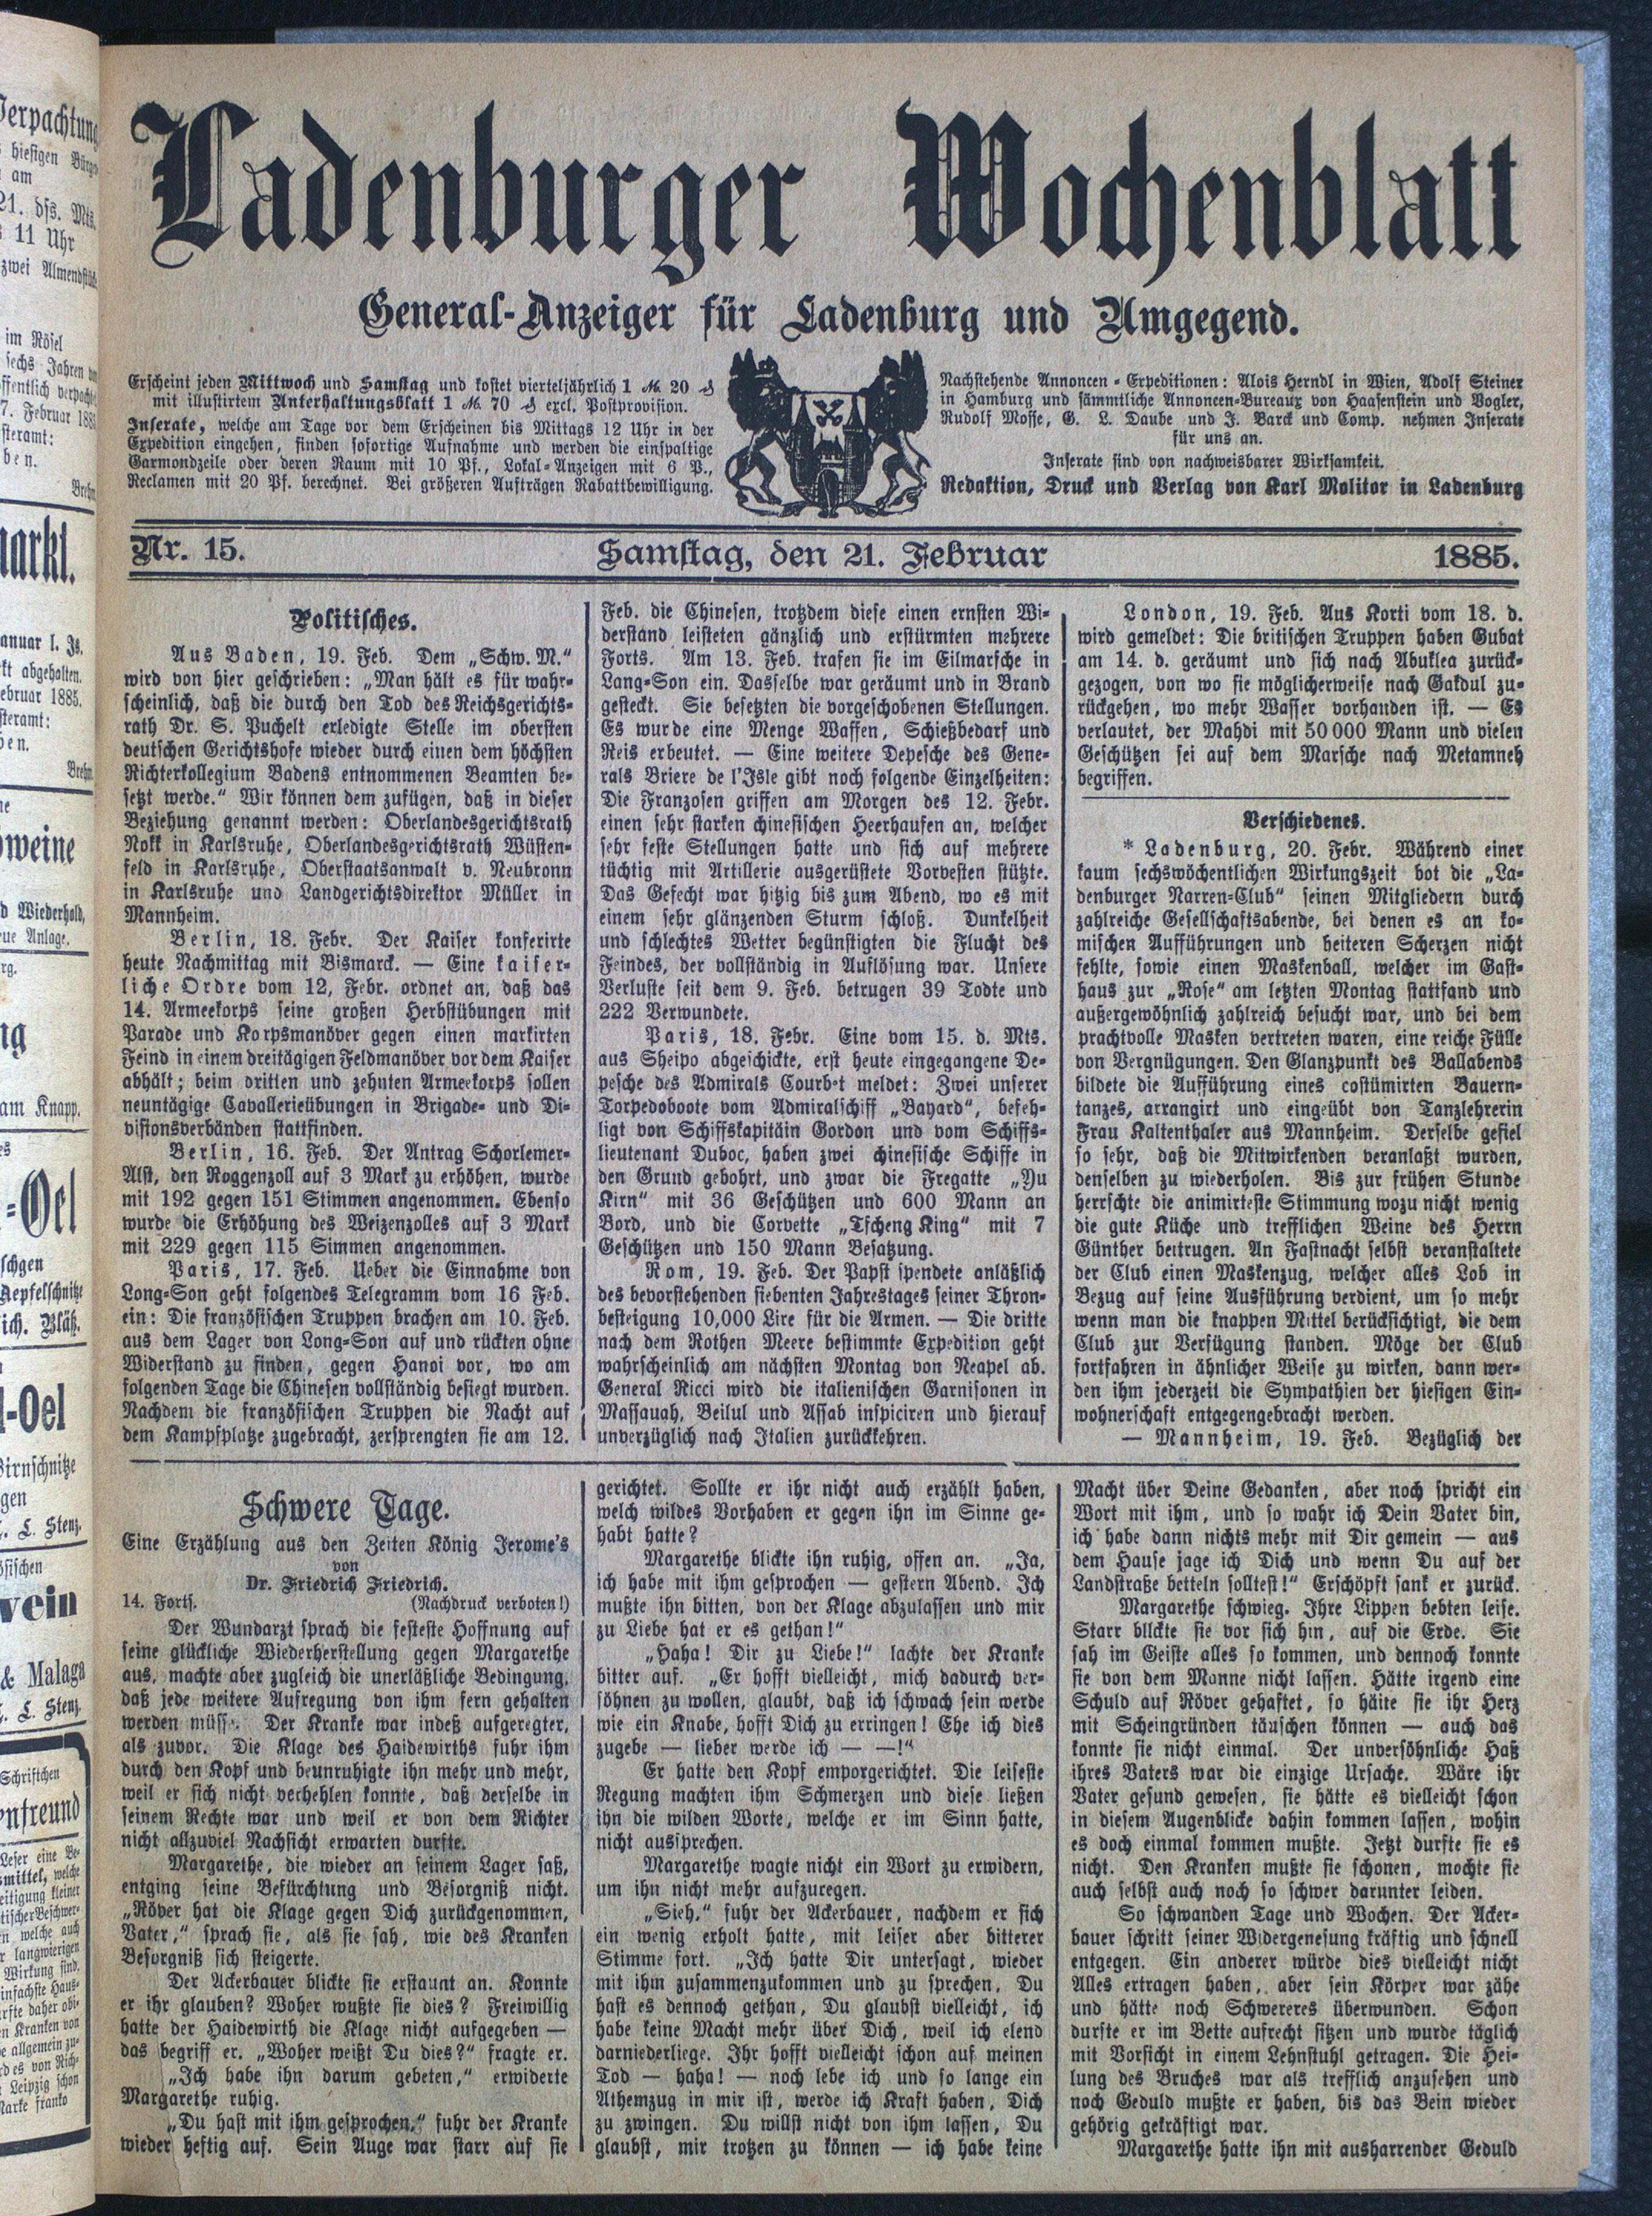 Ladenburger Wochenblatt
General-Anzeiger für Ladenburg und Umgegend.
Erscheint jeden Mittwoch und Samstag und kostet vierteljährlich 1 M. 20 ₰
mit illustrirtem Unterhaltungsblatt 1 M. 70 ₰ excl. Postprovision.
Inserate, welche am Tage vor dem Erscheinen bis Mittags 12 Uhr in der
Expedition eingehen, finden sofortige Aufnahme und werden die einspaltige
Garmondzeile oder deren Raum mit 10 Pf., Lokal-Anzeigen mit 6 P.,
Reclamen mit 20 Pf. berechnet. Bei größeren Aufträgen Rabattbewilligung.
Nachstehende Annoncen-Expeditionen: Alois Herndl in Wien, Adolf Steiner
in Hamburg und sämmtliche Annoncen-Bureaux von Haasenstein und Vogler,
Rudolf Mosse, G. L. Daube und J. Barck und Comp. nehmen Inserate
für uns an.
Inserate sind von nachweisbarer Wirksamkeit.
Redaktion, Druck und Verlag von Karl Molitor in Ladenburg
Nr. 15. Samstag, den 21. Februar 1885.
Politisches.
Aus Baden, 19. Feb. Dem „Schw. M.“
wird von hier geschrieben: „Man hält es für wahr-
scheinlich, daß die durch den Tod des Reichsgerichts-
rath Dr. S. Puchelt erledigte Stelle im obersten
deutschen Gerichtshofe wieder durch einen dem höchsten
Richterkollegium Badens entnommenen Beamten be-
setzt werde.“ Wir können dem zufügen, daß in dieser
Beziehung genannt werden: Oberlandesgerichtsrath
Nokk in Karlsruhe, Oberlandesgerichtsrath Wüsten-
feld in Karlsruhe, Oberstaatsanwalt v. Neubronn
in Karlsruhe und Landgerichtsdirektor Müller in
Mannheim.
Berlin, 18. Febr. Der Kaiser konferirte
heute Nachmittag mit Bismarck. — Eine kaiser-
liche Ordre vom 12, Febr. ordnet an, daß das
14. Armeekorps seine großen Herbstübungen mit
Parade und Korpsmanöver gegen einen markirten
Feind in einem dreitägigen Feldmanöver vor dem Kaiser
abhält; beim dritten und zehnten Armeekorps sollen
neuntägige Cavallerieübungen in Brigade- und Di-
visionsverbänden stattfinden.
Berlin, 16. Feb. Der Antrag Schorlemer-
Alst, den Roggenzoll auf 3 Mark zu erhöhen, wurde
mit 192 gegen 151 Stimmen angenommen. Ebenso
wurde die Erhöhung des Weizenzolles auf 3 Mark
mit 229 gegen 115 Simmen angenommen.
Paris, 17. Feb. Ueber die Einnahme von
Long-Son geht folgendes Telegramm vom 16 Feb.
ein: Die französischen Truppen brachen am 10. Feb.
aus dem Lager von Long-Son auf und rückten ohne
Widerstand zu finden, gegen Hanoi vor, wo am
folgenden Tage die Chinesen vollständig besiegt wurden.
Nachdem die französischen Truppen die Nacht auf
dem Kampfplatze zugebracht, zersprengten sie am 12.
Feb. die Chinesen, trotzdem diese einen ernsten Wi-
derstand leisteten gänzlich und erstürmten mehrere
Forts. Am 13. Feb. trafen sie im Eilmarsche in
Lang-Son ein. Dasselbe war geräumt und in Brand
gesteckt. Sie besetzten die vorgeschobenen Stellungen.
Es wurde eine Menge Waffen, Schießbedarf und
Reis erbeutet. — Eine weitere Depesche des Gene-
rals Briere de l'Isle gibt noch folgende Einzelheiten:
Die Franzosen griffen am Morgen des 12. Febr.
einen sehr starken chinesischen Heerhaufen an, welcher
sehr feste Stellungen hatte und sich auf mehrere
tüchtig mit Artillerie ausgerüstete Vorvesten stützte.
Das Gefecht war hitzig bis zum Abend, wo es mit
einem sehr glänzenden Sturm schloß. Dunkelheit
und schlechtes Wetter begünstigten die Flucht des
Feindes, der vollständig in Auflösung war. Unsere
Verluste seit dem 9. Feb. betrugen 39 Todte und
222 Verwundete.
Paris, 18. Febr. Eine vom 15. d. Mts.
aus Sheipo abgeschickte, erst heute eingegangene De-
pesche des Admirals Courbet meldet: Zwei unserer
Torpedoboote vom Admiralschiff „Bayard“, befeh-
ligt von Schiffskapitäin Gordon und vom Schiffs-
lieutenant Duboc, haben zwei chinesische Schiffe in
den Grund gebohrt, und zwar die Fregatte „Yu
Kirn“ mit 36 Geschützen und 600 Mann an
Bord, und die Corvette „Tscheng King“ mit 7
Geschützen und 150 Mann Besatzung.
Rom, 19. Feb. Der Papst spendete anläßlich
des bevorstehenden siebenten Jahrestages seiner Thron-
besteigung 10,000 Lire für die Armen. — Die dritte
nach dem Rothen Meere bestimmte Expedition geht
wahrscheinlich am nächsten Montag von Neapel ab.
General Ricci wird die italienischen Garnisonen in
Massauah, Beilul und Assab inspiciren und hierauf
unverzüglich nach Italien zurückkehren.
London, 19. Feb. Aus Korti vom 18. d.
wird gemeldet: Die britischen Truppen haben Gubat
am 14. d. geräumt und sich nach Abuklea zurück-
gezogen, von wo sie möglicherweise nach Gakdul zu-
rückgehen, wo mehr Wasser vorhanden ist. — Es
verlautet, der Mahdi mit 50 000 Mann und vielen
Geschützen sei auf dem Marsche nach Metamneh
begriffen.
Verschiedenes.
* Ladenburg, 20. Febr. Während einer
kaum sechswöchentlichen Wirkungszeit bot die „La-
denburger Narren-Club“ seinen Mitgliedern durch
zahlreiche Gesellschaftsabende, bei denen es an ko-
mischen Aufführungen und heiteren Scherzen nicht
fehlte, sowie einen Maskenball, welcher im Gast-
haus zur „Rose“ am letzten Montag stattfand und
außergewöhnlich zahlreich besucht war, und bei dem
prachtvolle Masken vertreten waren, eine reiche Fülle
von Vergnügungen. Den Glanzpunkt des Ballabends
bildete die Aufführung eines costümirten Bauern-
tanzes, arrangirt und eingeübt von Tanzlehrerin
Frau Kaltenthaler aus Mannheim. Derselbe gefiel
so sehr, daß die Mitwirkenden veranlaßt wurden,
denselben zu wiederholen. Bis zur frühen Stunde
herrschte die animirteste Stimmung wozu nicht wenig
die gute Küche und trefflichen Weine des Herrn
Günther beitrugen. An Fastnacht selbst veranstaltete
der Club einen Maskenzug, welcher alles Lob in
Bezug auf seine Ausführung verdient, um so mehr
wenn man die knappen Mittel berücksichtigt, die dem
Club zur Verfügung standen. Möge der Club
fortfahren in ähnlicher Weise zu wirken, dann wer-
den ihm jederzeit die Sympathien der hiesigen Ein-
wohnerschaft entgegengebracht werden.
— Mannheim, 19. Feb. Bezüglich der
Schwere Tage.
Eine Erzählung aus den Zeiten König Jerome's
von
Dr. Friedrich Friedrich.
14. Forts. (Nachdruck verboten!)
Der Wundarzt sprach die festeste Hoffnung auf
seine glückliche Wiederherstellung gegen Margarethe
aus, machte aber zugleich die unerläßliche Bedingung,
daß jede weitere Aufregung von ihm fern gehalten
werden müsse. Der Kranke war indeß aufgeregter,
als zuvor. Die Klage des Haidewirths fuhr ihm
durch den Kopf und beunruhigte ihn mehr und mehr,
weil er sich nicht verhehlen konnte, daß derselbe in
seinem Rechte war und weil er von dem Richter
nicht allzuviel Nachsicht erwarten durfte.
Margarethe, die wieder an seinem Lager saß,
entging seine Befürchtung und Besorgniß nicht.
„Röver hat die Klage gegen Dich zurückgenommen,
Vater,“ sprach sie, als sie sah, wie des Kranken
Besorgniß sich steigerte.
Der Ackerbauer blickte sie erstaunt an. Konnte
er ihr glauben? Woher wußte sie dies? Freiwillig
hatte der Haidewirth die Klage nicht aufgegeben —
das begriff er. „Woher weißt Du dies?“ fragte er.
„Ich habe ihn darum gebeten,“ erwiderte
Margarethe ruhig.
„Du hast mit ihm gesprochen,“ fuhr der Kranke
wieder heftig auf. Sein Auge war starr auf sie
gerichtet. Sollte er ihr nicht auch erzählt haben,
welch wildes Vorhaben er gegen ihn im Sinne ge-
habt hatte?
Margarethe blickte ihn ruhig, offen an. „Ja,
ich habe mit ihm gesprochen — gestern Abend. Ich
mußte ihn bitten, von der Klage abzulassen und mir
zu Liebe hat er es gethan!“
„Haha! Dir zu Liebe!“ lachte der Kranke
bitter auf. „Er hofft vielleicht, mich dadurch ver-
söhnen zu wollen, glaubt, daß ich schwach sein werde
wie ein Knabe, hofft Dich zu erringen! Ehe ich dies
zugebe — lieber werde ich — —!“
Er hatte den Kopf emporgerichtet. Die leiseste
Regung machten ihm Schmerzen und diese ließen
ihn die wilden Worte, welche er im Sinn hatte,
nicht aussprechen.
Margarethe wagte nicht ein Wort zu erwidern,
um ihn nicht mehr aufzuregen.
„Sieh,“ fuhr der Ackerbauer, nachdem er sich
ein wenig erholt hatte, mit leiser aber bitterer
Stimme fort. „Ich hatte Dir untersagt, wieder
mit ihm zusammenzukommen und zu sprechen, Du
hast es dennoch gethan, Du glaubst vielleicht, ich
habe keine Macht mehr über Dich, weil ich elend
darniederliege. Ihr hofft vielleicht schon auf meinen
Tod — haha! — noch lebe ich und so lange ein
Athemzug in mir ist, werde ich Kraft haben, Dich
zu zwingen. Du willst nicht von ihm lassen, Du
glaubst, mir trotzen zu können — ich habe keine
Macht über Deine Gedanken, aber noch spricht ein
Wort mit ihm, und so wahr ich Dein Vater bin,
ich habe dann nichts mehr mit Dir gemein — aus
dem Hause jage ich Dich und wenn Du auf der
Landstraße betteln solltest!“ Erschöpft sank er zurück.
Margarethe schwieg. Ihre Lippen bebten leise.
Starr blickte sie vor sich hin, auf die Erde. Sie
sah im Geiste alles so kommen, und dennoch konnte
sie von dem Manne nicht lassen. Hätte irgend eine
Schuld auf Röver gehaftet, so hätte sie ihr Herz
mit Scheingründen täuschen können — auch das
konnte sie nicht einmal. Der unversöhnliche Haß
ihres Vaters war die einzige Ursache. Wäre ihr
Vater gesund gewesen, sie hätte es vielleicht schon
in diesem Augenblicke dahin kommen lassen, wohin
es doch einmal kommen mußte. Jetzt durfte sie es
nicht. Den Kranken mußte sie schonen, mochte sie
auch selbst auch noch so schwer darunter leiden.
So schwanden Tage und Wochen. Der Acker-
bauer schritt seiner Widergenesung kräftig und schnell
entgegen. Ein anderer würde dies vielleicht nicht
Alles ertragen haben, aber sein Körper war zähe
und hätte noch Schwereres überwunden. Schon
durfte er im Bette aufrecht sitzen und wurde täglich
mit Vorsicht in einem Lehnstuhl getragen. Die Hei-
lung des Bruches war als trefflich anzusehen und
noch Geduld mußte er haben, bis das Bein wieder
gehörig gekräftigt war.
Margarethe hatte ihn mit ausharrender Geduld